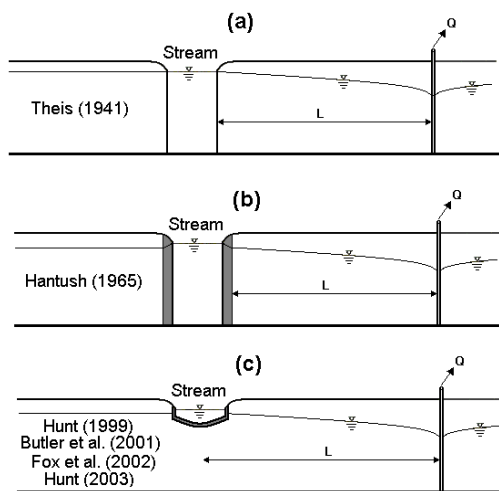 (a)
Q
Stream
Theis (1941)
L
(b)
Q
Stream
Hantush (1965)
L
(c)
Q
Stream
Hunt (1999)
Butler et al. (2001)
Fox et al. (2002)
Hunt (2003)
L